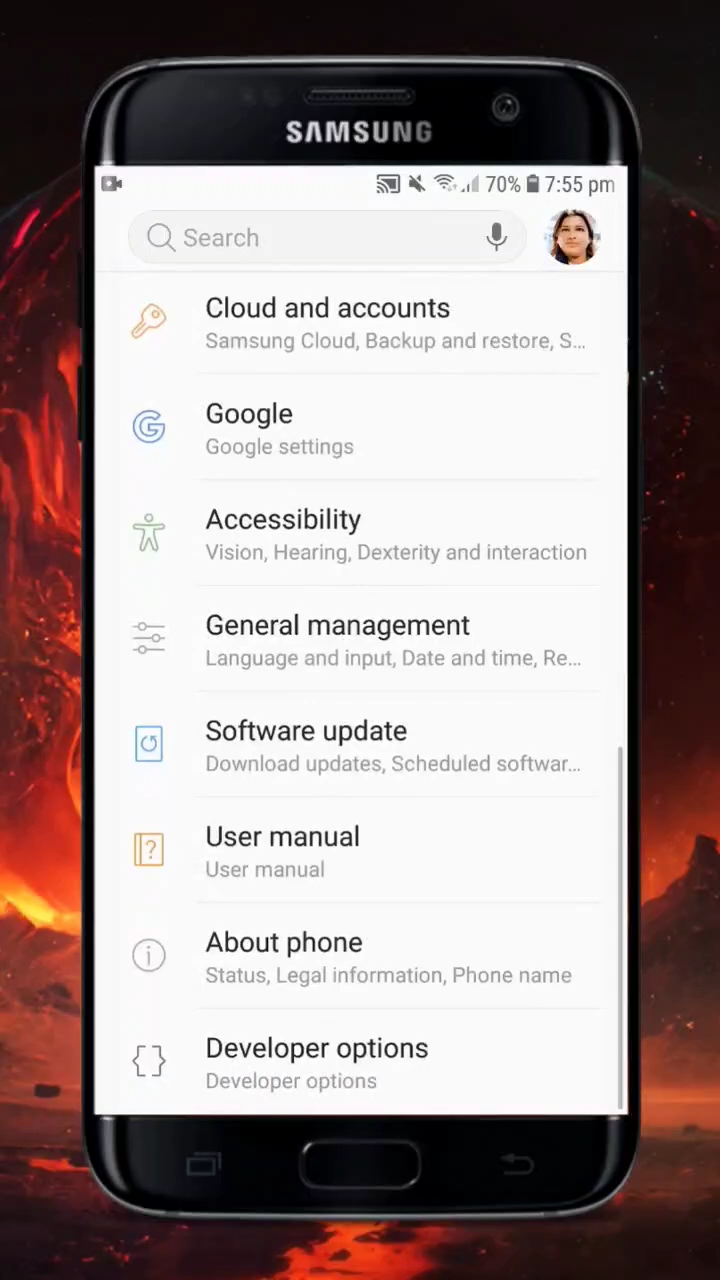 SAMSUNG
70% 7:55 pm
Search
Cloud and accounts
Samsung Cloud, Backup and restore, S...
Google
Google settings
Accessibility
Vision, Hearing, Dexterity and interaction
General management
Language and input, Date and time, Re...
Software update
Download updates, Scheduled softwar...
User manual
User manual
About phone
Status, Legal information, Phone name
Developer options
Developer options